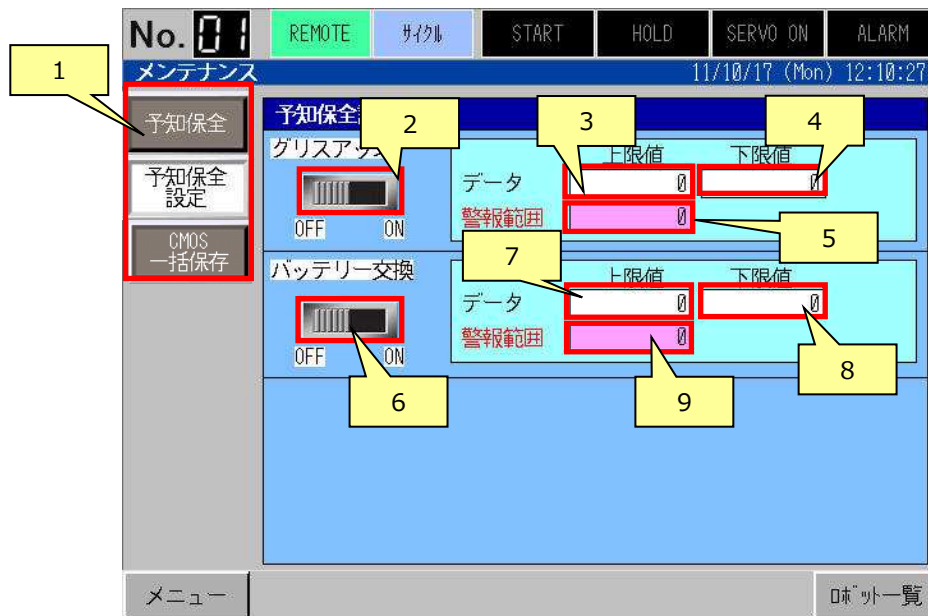 No. 01 REMOTE ｻｲｸﾙ START HOLD SERVO ON ALARM
1
メンテナンス 11/10/17 (Mon) 12:10:27
予知保全
予知保全
設定
CMOS
一括保存
予知保全
2
3
4
グリスアッ
上限値 下限値
データ 0 0
警報範囲 0
OFF ON
5
バッテリー交換
7
上限値 下限値
データ 0 0
警報範囲 0
OFF ON
8
6
9
メニュー ﾛﾎﾞｯﾄ一覧